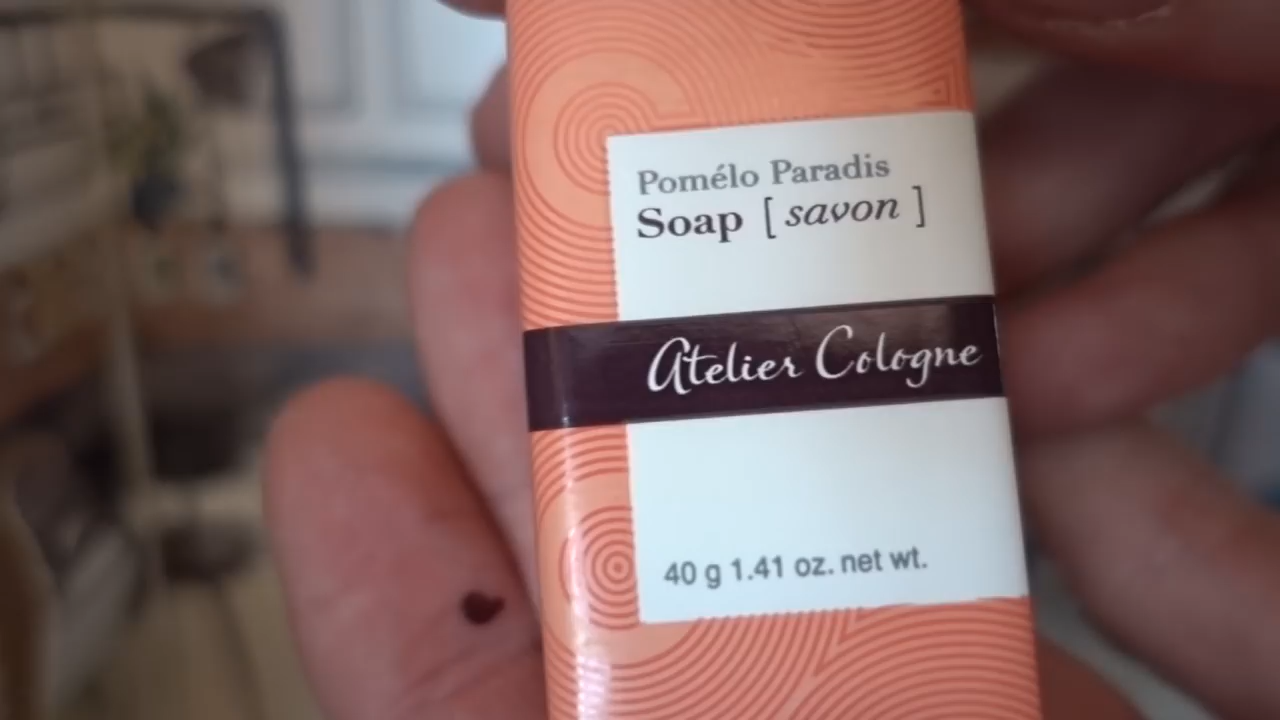 Pomélo Paradis
Soap [ savon ]
Atelier Cologne
40 g 1.41 oz. net wt.